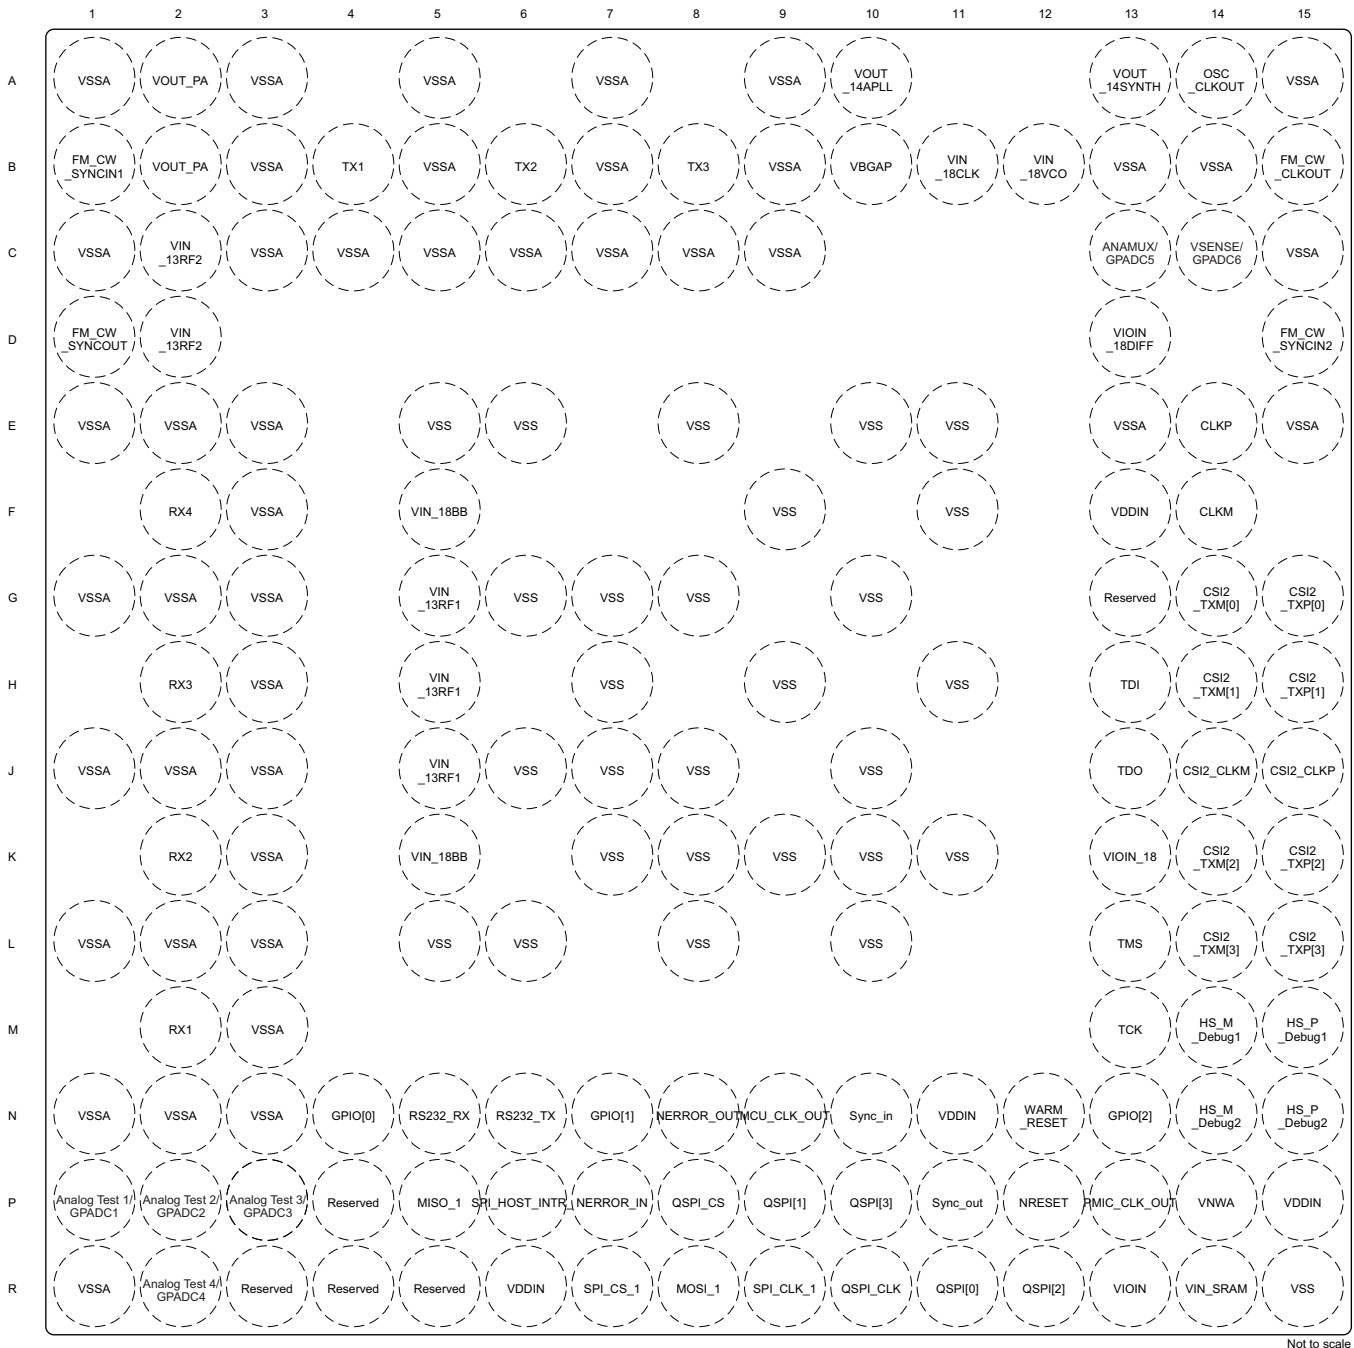 1 2 3 4 5 6 7 8 9 10 11 12 13 14 15
A VSSA VOUT_PA VSSA VSSA VSSA VSSA VOUT _14APLL VOUT _14SYNTH OSC _CLKOUT VSSA
B FM_CW _SYNCIN1 VOUT_PA VSSA TX1 VSSA TX2 VSSA TX3 VSSA VBGAP VIN _18CLK VIN _18VCO VSSA VSSA FM_CW _CLKOUT
C VSSA VIN _13RF2 VSSA VSSA VSSA VSSA VSSA VSSA VSSA ANAMUX/ GPADC5 VSENSE/ GPADC6 VSSA
D FM_CW _SYNCOUT VIN _13RF2 VIOIN _18DIFF FM_CW _SYNCIN2
E VSSA VSSA VSSA VSS VSS VSS VSS VSS VSSA CLKP VSSA
F RX4 VSSA VIN_18BB VSS VSS VDDIN CLKM
G VSSA VSSA VSSA VIN _13RF1 VSS VSS VSS VSS Reserved CSI2 _TXM[0] CSI2 _TXP[0]
H RX3 VSSA VIN _13RF1 VSS VSS VSS TDI CSI2 _TXM[1] CSI2 _TXP[1]
J VSSA VSSA VSSA VIN _13RF1 VSS VSS VSS VSS TDO CSI2_CLKM CSI2_CLKP
K RX2 VSSA VIN_18BB VSS VSS VSS VSS VSS VIOIN_18 CSI2 _TXM[2] CSI2 _TXP[2]
L VSSA VSSA VSSA VSS VSS VSS VSS TMS CSI2 _TXM[3] CSI2 _TXP[3]
M RX1 VSSA TCK HS_M _Debug1 HS_P _Debug1
N VSSA VSSA VSSA GPIO[0] RS232_RX RS232_TX GPIO[1] NERROR_OUT MCU_CLK_OUT Sync_in VDDIN WARM _RESET GPIO[2] HS_M _Debug2 HS_P _Debug2
P Analog Test 1/ GPADC1 Analog Test 2/ GPADC2 Analog Test 3/ GPADC3 Reserved MISO_1 SPI_HOST_INTR_ NERROR_IN QSPI_CS QSPI[1] QSPI[3] Sync_out NRESET PMIC_CLK_OUT VNWA VDDIN
R VSSA Analog Test 4/ GPADC4 Reserved Reserved Reserved VDDIN SPI_CS_1 MOSI_1 SPI_CLK_1 QSPI_CLK QSPI[0] QSPI[2] VIOIN VIN_SRAM VSS
Not to scale